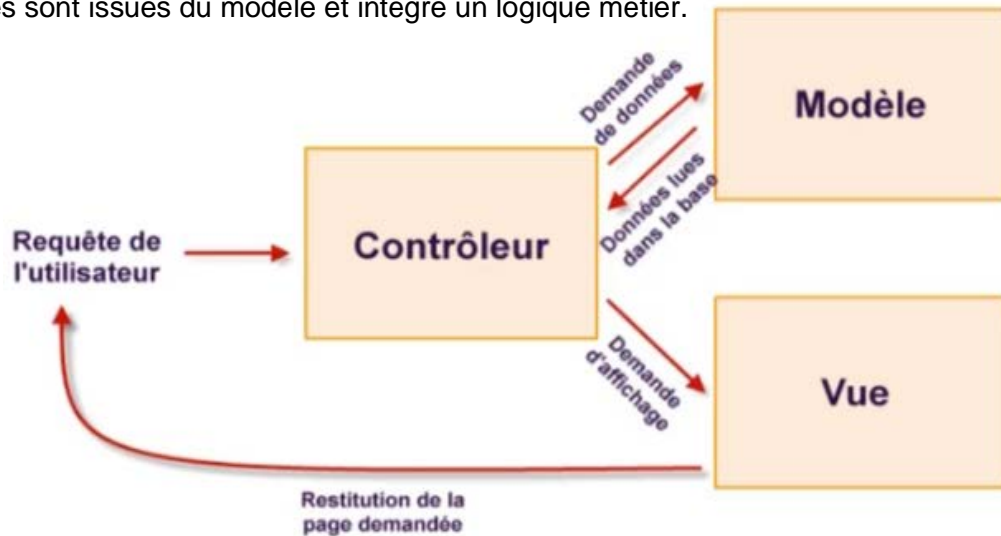 es sont issues du modèle et intègre un logique métier.
Demande
de données
Modèle
Données lues
dans la base
Contrôleur
Requête de
l'utilisateur
Demande
d'affichage
Vue
Restitution de la
page demandée